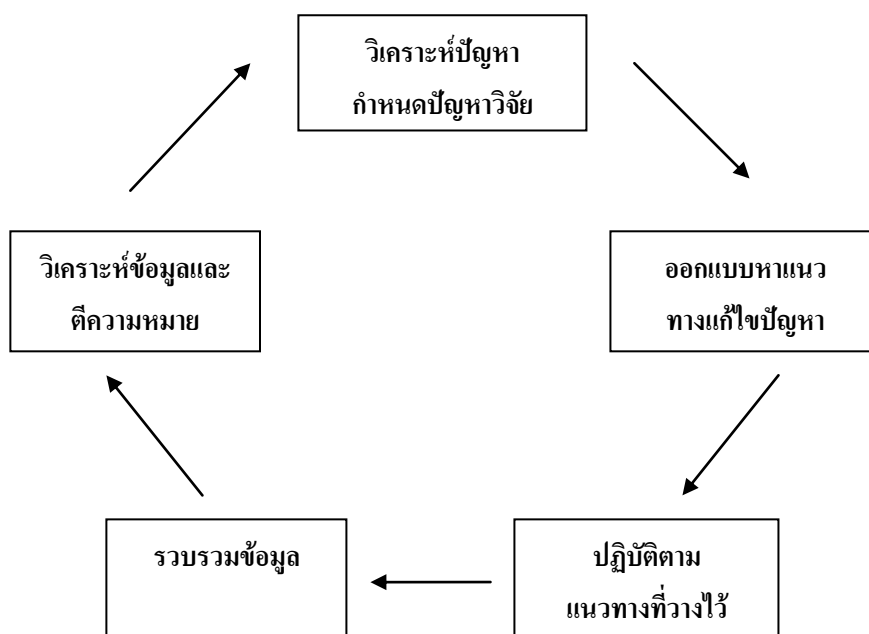 วิเคราะห์ปัญหา
กำหนดปัญหาวิจัย
วิเคราะห์ข้อมูลและ
ตีความหมาย
ออกแบบหาแนว
ทางแก้ไขปัญหา
รวบรวมข้อมูล
ปฏิบัติตาม
แนวทางที่วางไว้